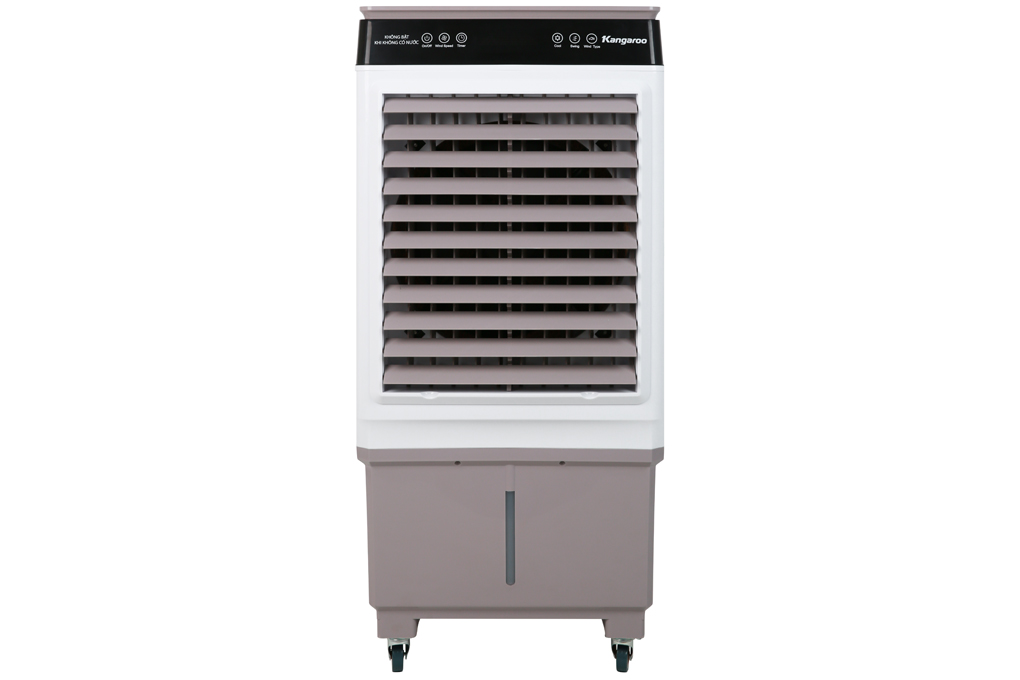 KHÔNG BẬT
KHI KHÔNG CÓ NƯỚC
On/Off Wind Speed Timer
Cool Swing Wind Type
Kangaroo